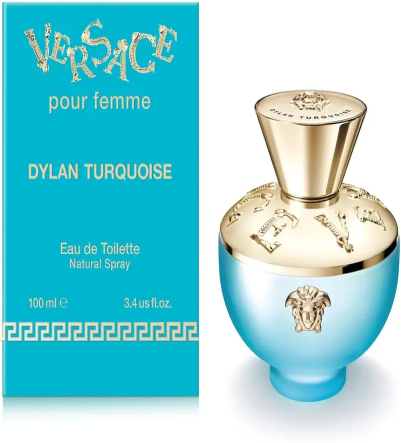 VERSACE
pour femme
DYLAN TURQUOISE
Eau de Toilette
Natural Spray
100 ml ℮ 3.4 us fl.oz.
DYLAN TURQUOISE